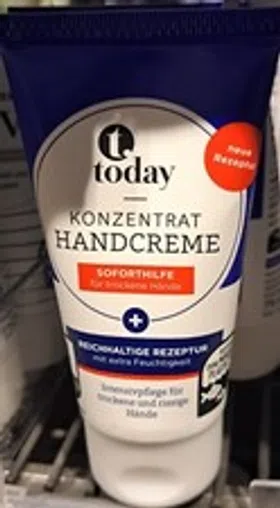 t
today
neue
Rezeptur
KONZENTRAT
HANDCREME
SOFORTHILFE
für trockene Hände
REICHHALTIGE REZEPTUR
mit extra Feuchtigkeit
Intensivpflege für
trockene und rissige
Hände